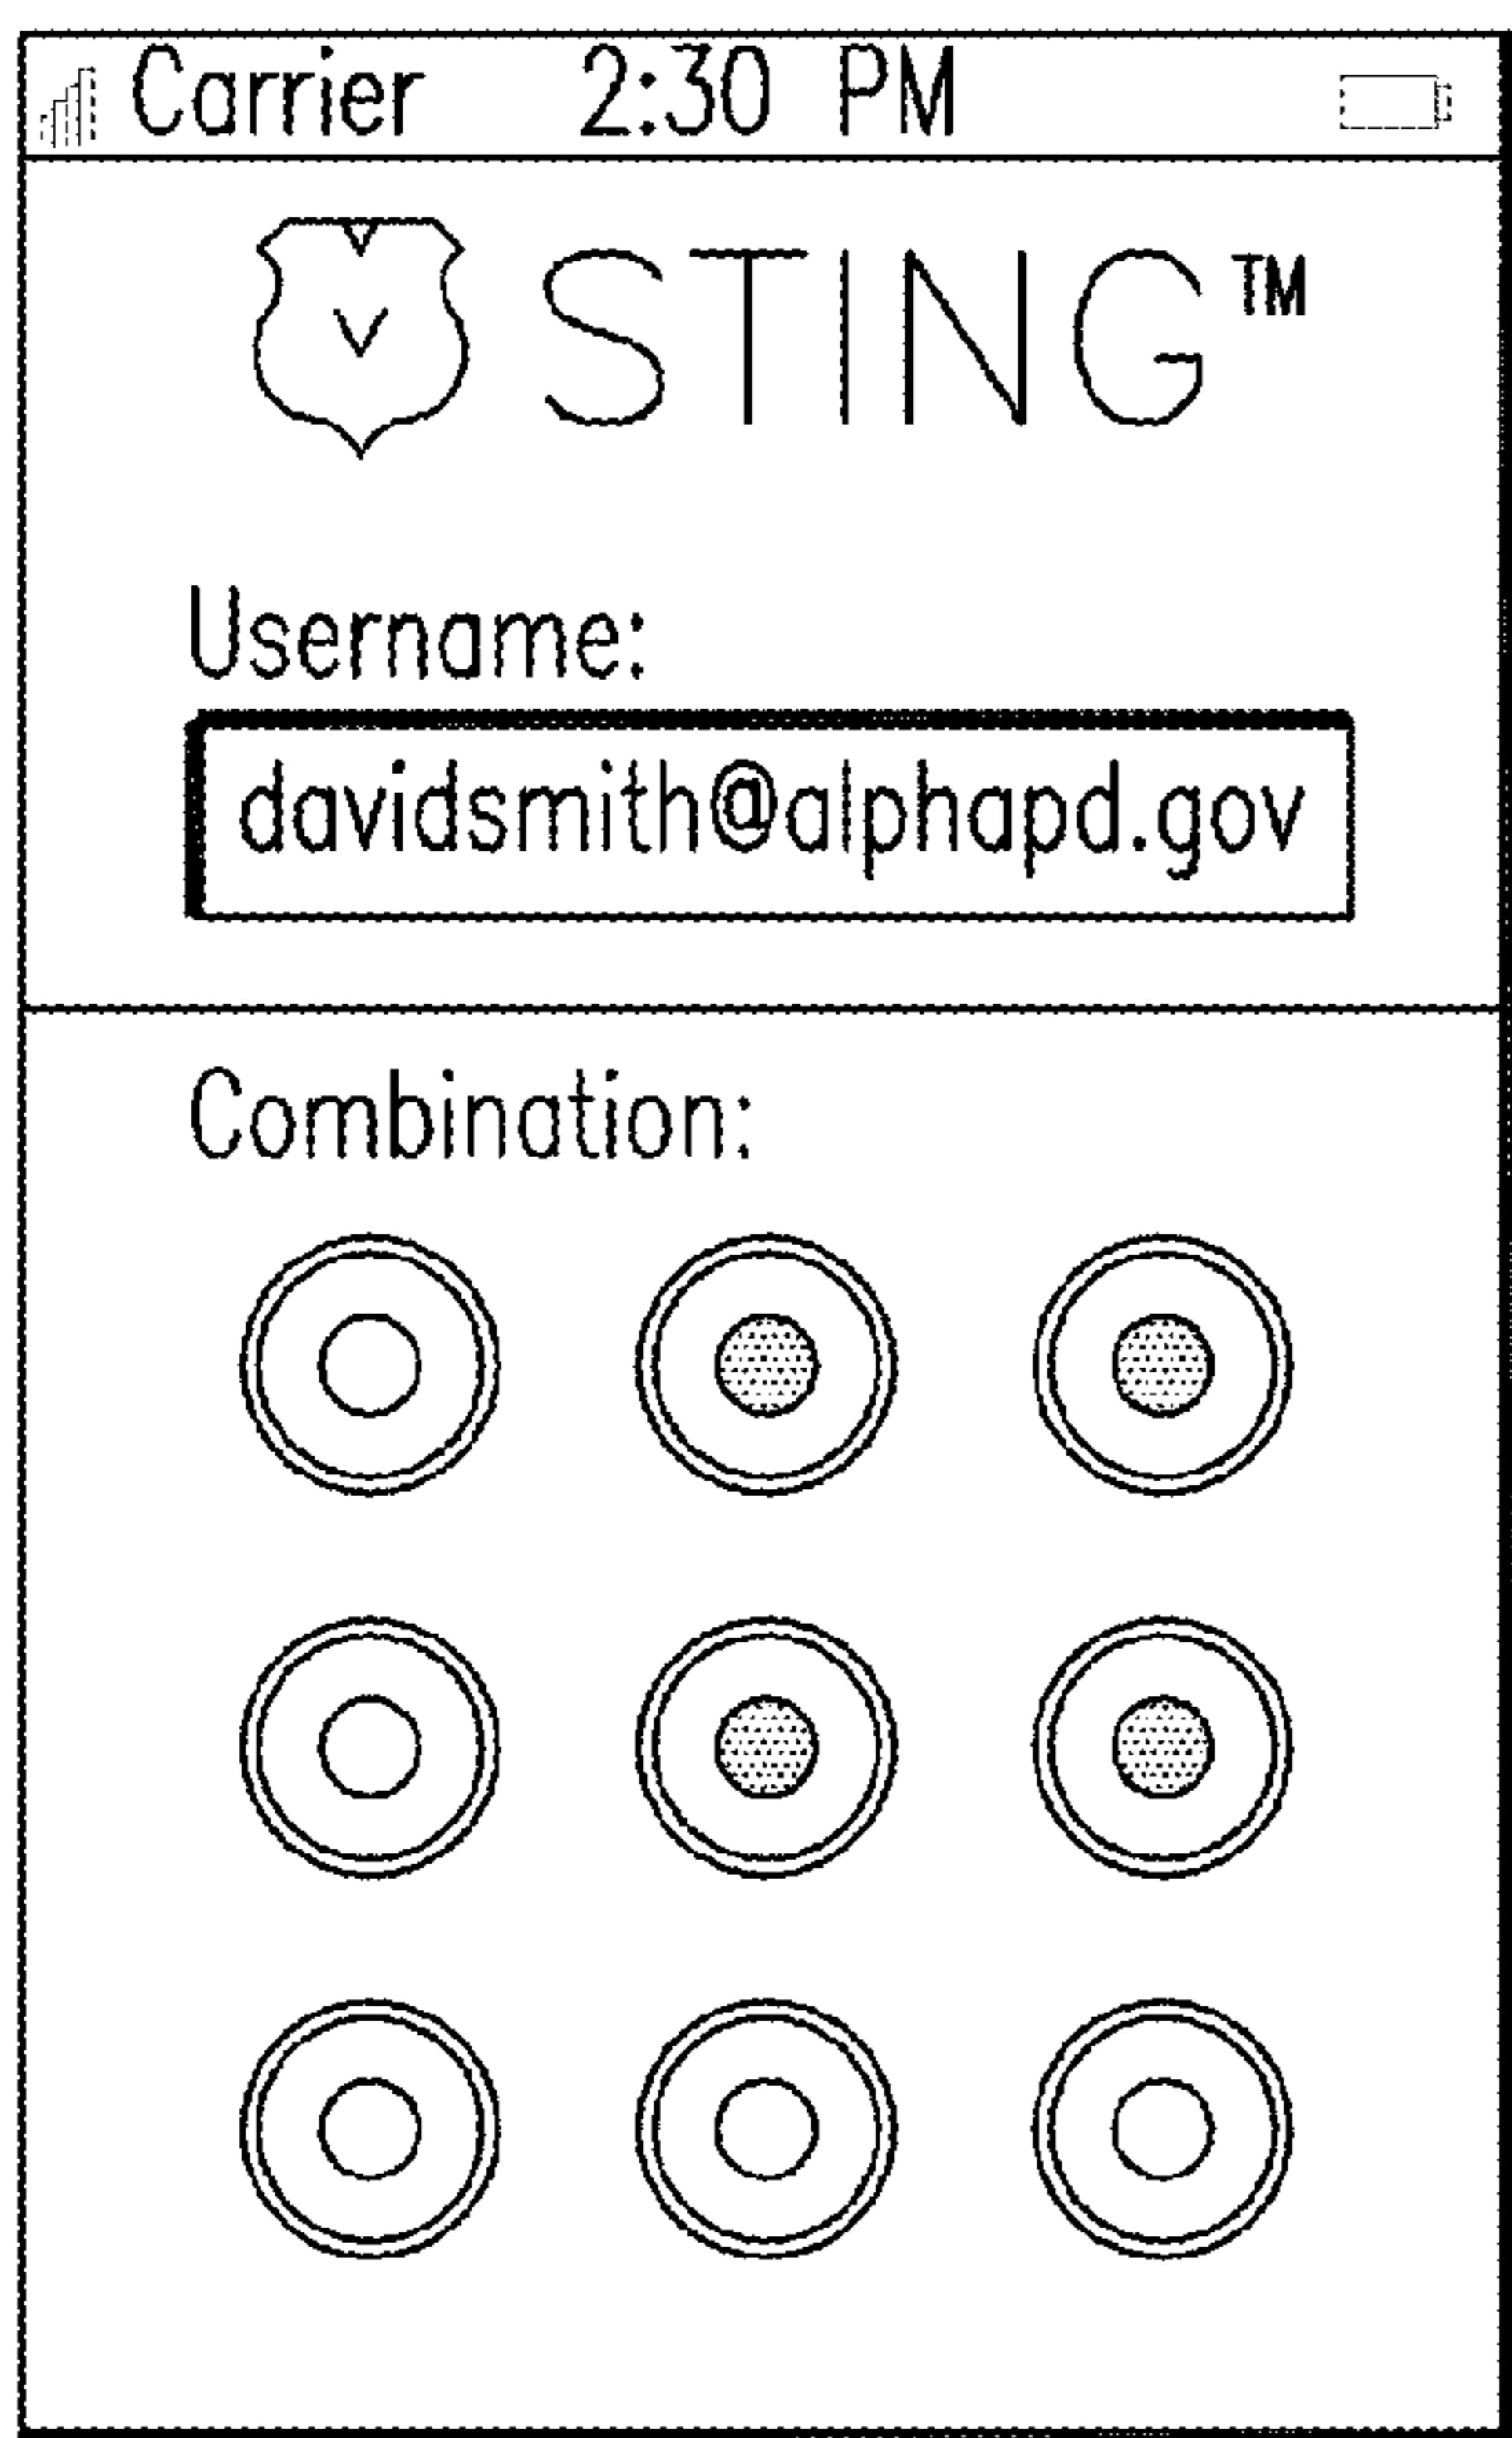 Carrier 2:30 PM
STING™
Username:
davidsmith@alphapd.gov
Combination: